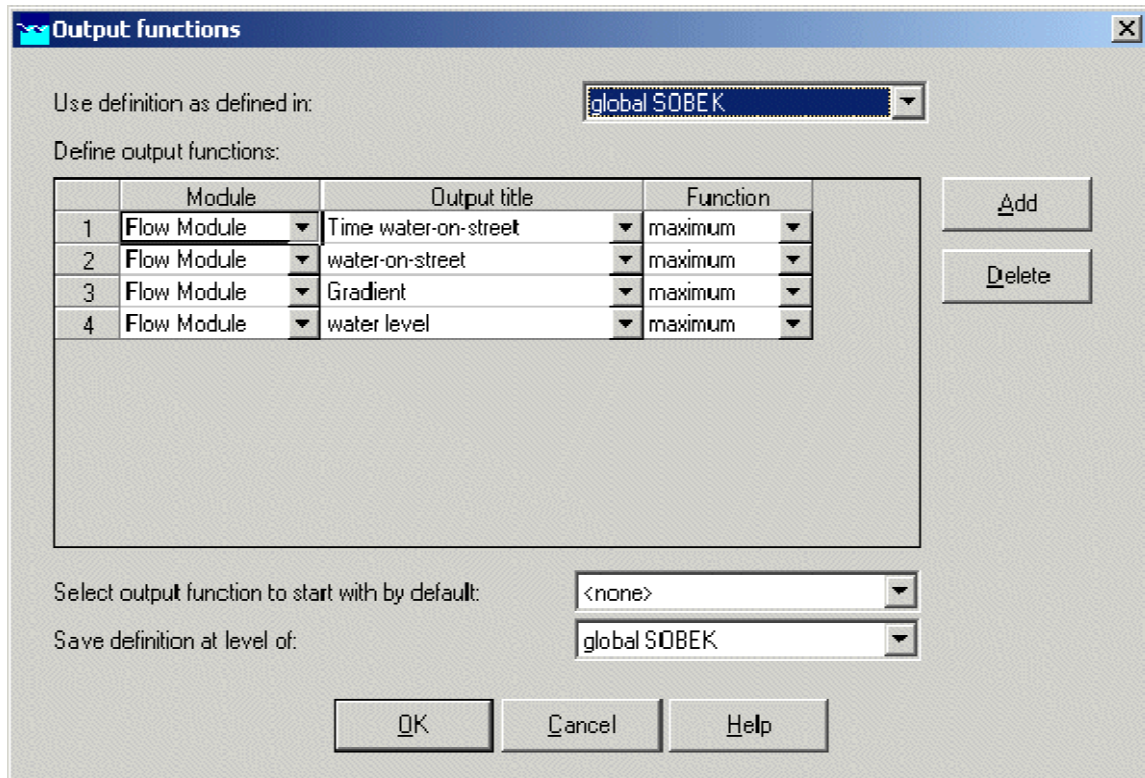 Output functions
Use definition as defined in: global SOBEK
Define output functions:
Module Output title Function
1 Flow Module Time water-on-street maximum
2 Flow Module water-on-street maximum
3 Flow Module Gradient maximum
4 Flow Module water level maximum
Add
Delete
Select output function to start with by default: <none>
Save definition at level of: global SOBEK
OK Cancel Help